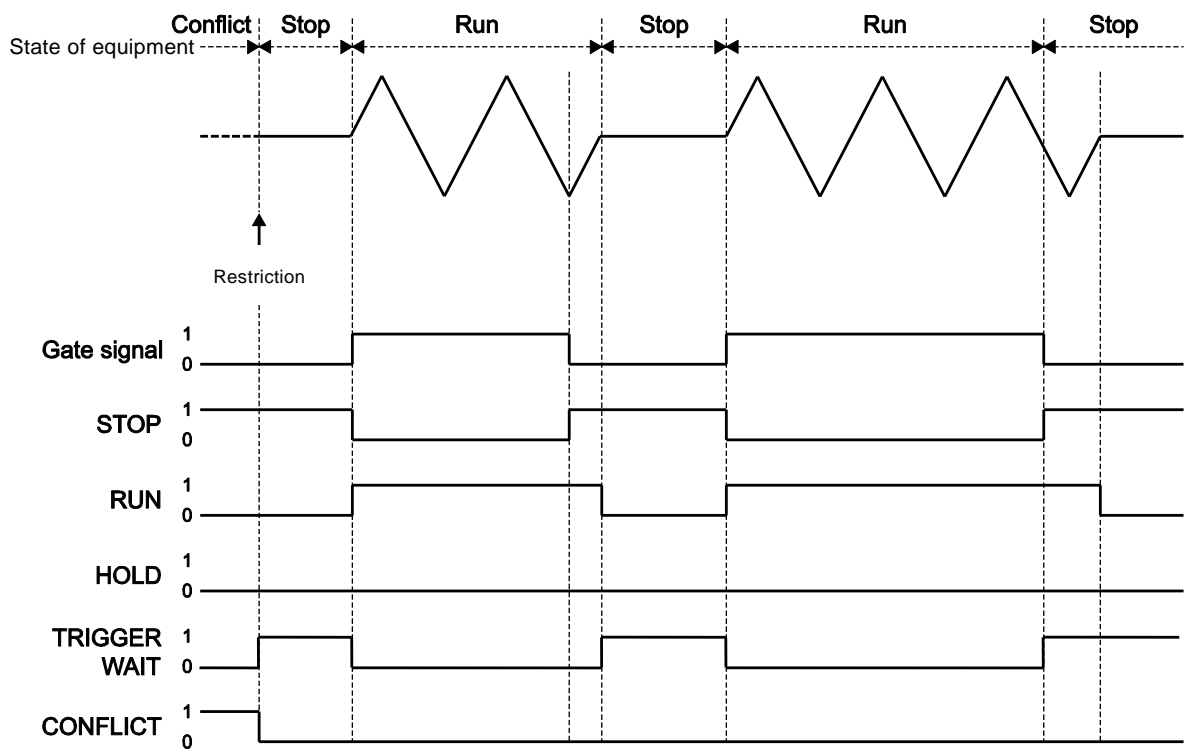 Conflict Stop Run Stop Run Stop
State of equipment
Restriction
Gate signal 1
0
STOP 1
0
RUN 1
0
HOLD 1
0
TRIGGER 1
WAIT 0
CONFLICT 1
0